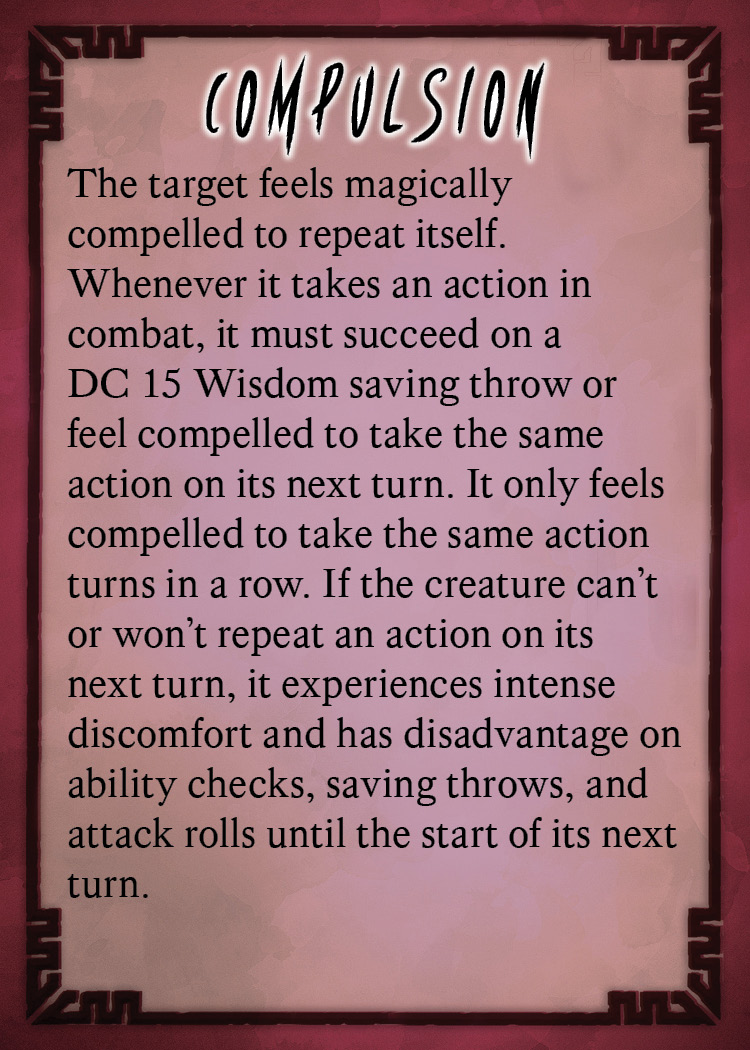 COMPULSION
The target feels magically
compelled to repeat itself.
Whenever it takes an action in
combat, it must succeed on a
DC 15 Wisdom saving throw or
feel compelled to take the same
action on its next turn. It only feels
compelled to take the same action
turns in a row. If the creature can’t
or won’t repeat an action on its
next turn, it experiences intense
discomfort and has disadvantage on
ability checks, saving throws, and
attack rolls until the start of its next
turn.